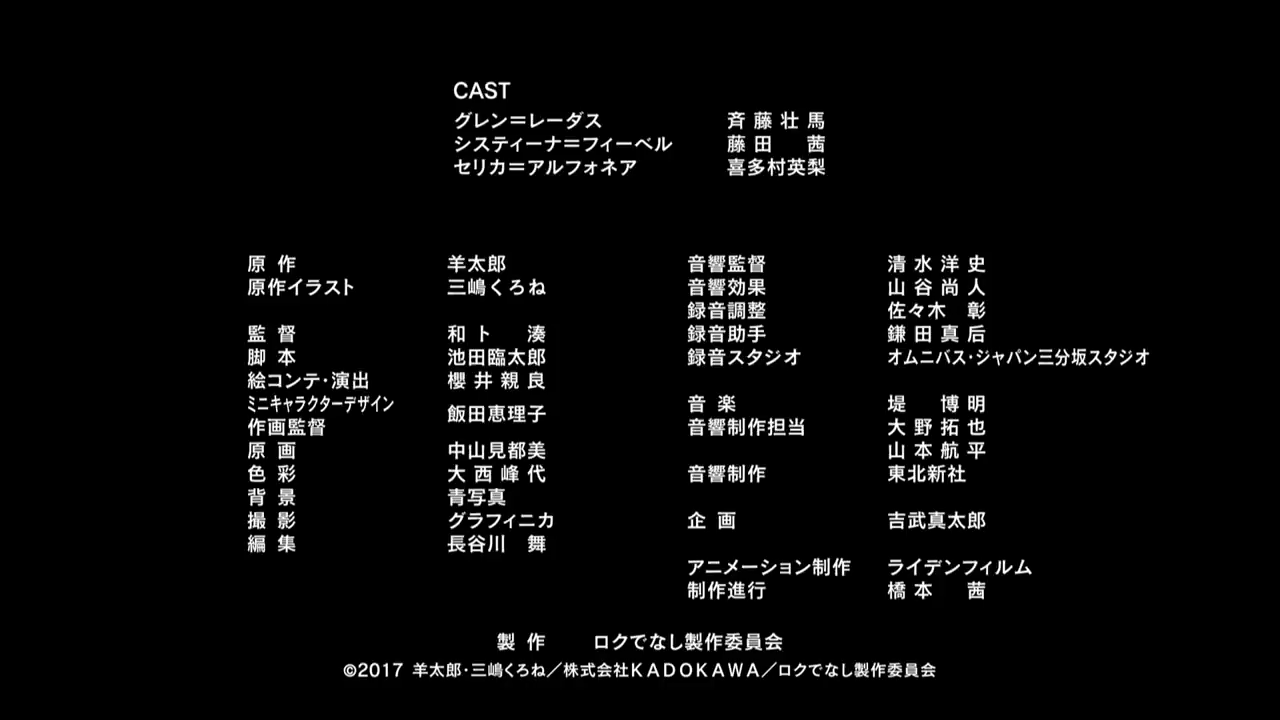 CAST
グレン＝レーダス 斉藤壮馬
システィーナ＝フィーベル 藤田 茜
セリカ＝アルフォネア 喜多村英梨
原作 羊太郎
原作イラスト 三嶋くろね
監督 和ト 湊
脚本 池田臨太郎
絵コンテ・演出 櫻井親良
ミニキャラクターデザイン
作画監督 飯田恵理子
原画 中山見都美
色彩 大西峰代
背景 青写真
撮影 グラフィニカ
編集 長谷川 舞
音響監督 清水洋史
音響効果 山谷尚人
録音調整 佐々木 彰
録音助手 鎌田真后
録音スタジオ オムニバス・ジャパン三分坂スタジオ
音楽 堤 博明
音響制作担当 大野拓也
山本航平
音響制作 東北新社
企画 吉武真太郎
アニメーション制作 ライデンフィルム
制作進行 橋本 茜
製作 ロクでなし製作委員会
©2017 羊太郎・三嶋くろね／株式会社KADOKAWA／ロクでなし製作委員会